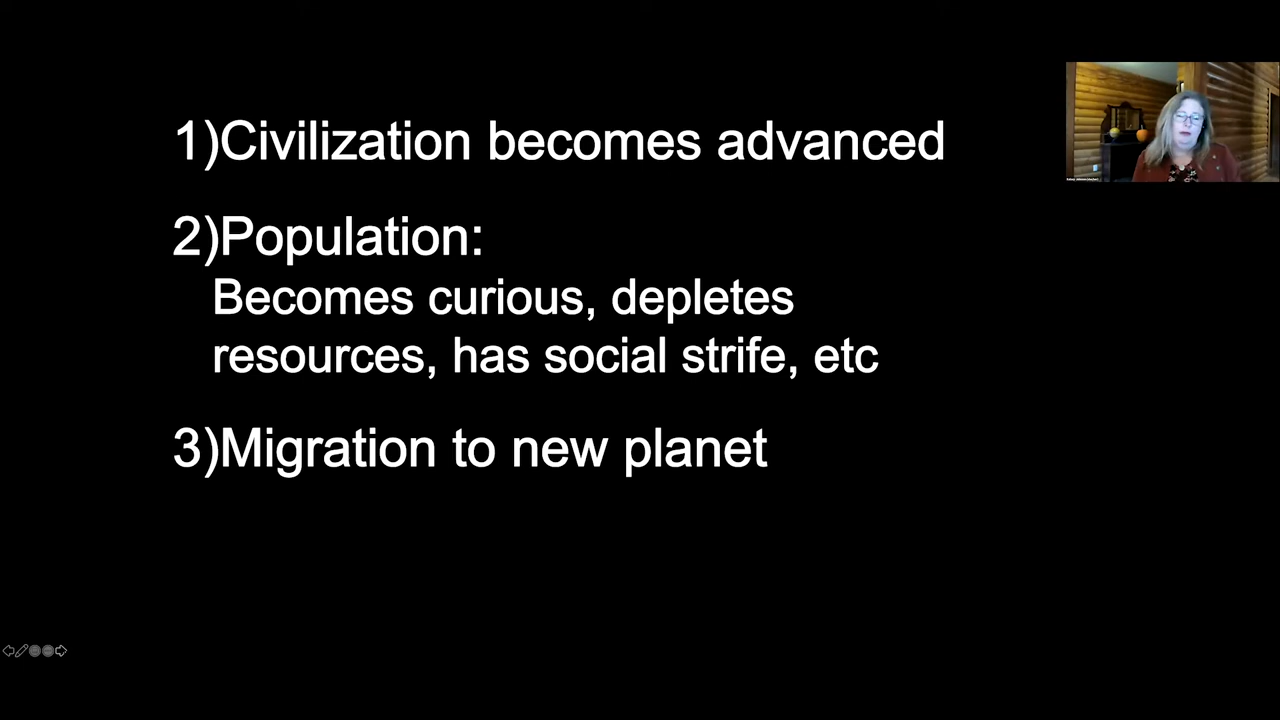 1)Civilization becomes advanced
2)Population:
Becomes curious, depletes
resources, has social strife, etc
3)Migration to new planet